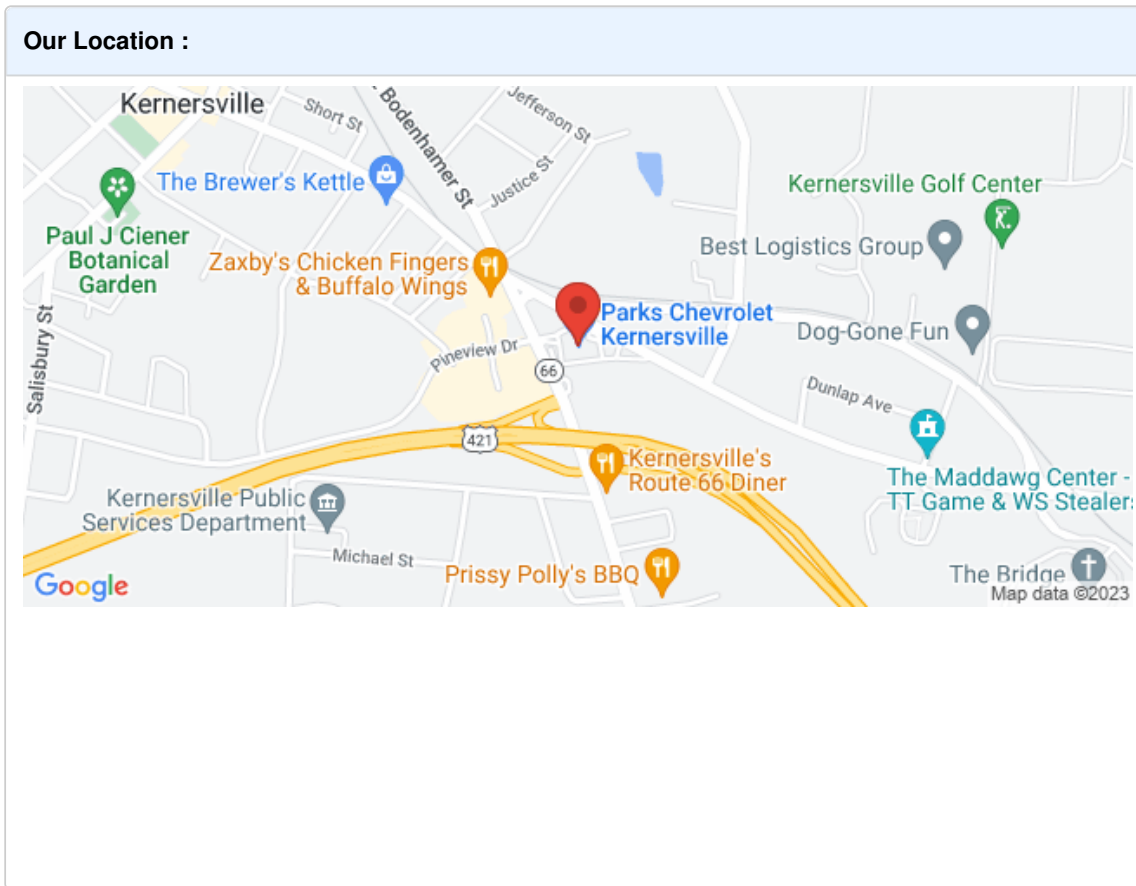 Our Location :
Kernersville
Short St
Bodenhamer St
Jefferson St
Justice St
The Brewer's Kettle
Kernersville Golf Center
Paul J Ciener
Botanical
Garden
Zaxby's Chicken Fingers
& Buffalo Wings
Best Logistics Group
Parks Chevrolet
Kernersville
Dog-Gone Fun
Salisbury St
Pineview Dr
66
Dunlap Ave
421
Kernersville's
Route 66 Diner
The Maddawg Center -
TT Game & WS Stealers
Kernersville Public
Services Department
Michael St
Prissy Polly's BBQ
The Bridge
Google
Map data ©2023